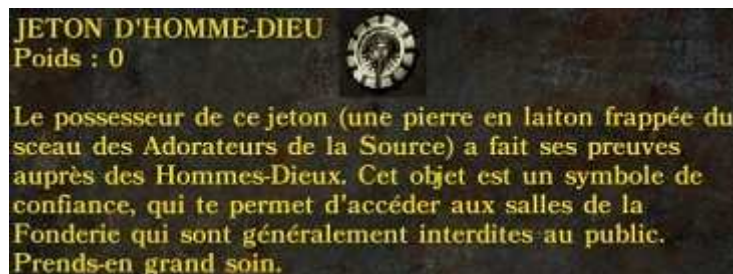 JETON D'HOMME-DIEU
Poids : 0
Le possesseur de ce jeton (une pierre en laiton frappée du
sceau des Adorateurs de la Source) a fait ses preuves
auprès des Hommes-Dieux. Cet objet est un symbole de
confiance, qui te permet d'accéder aux salles de la
Fonderie qui sont généralement interdites au public.
Prends-en grand soin.